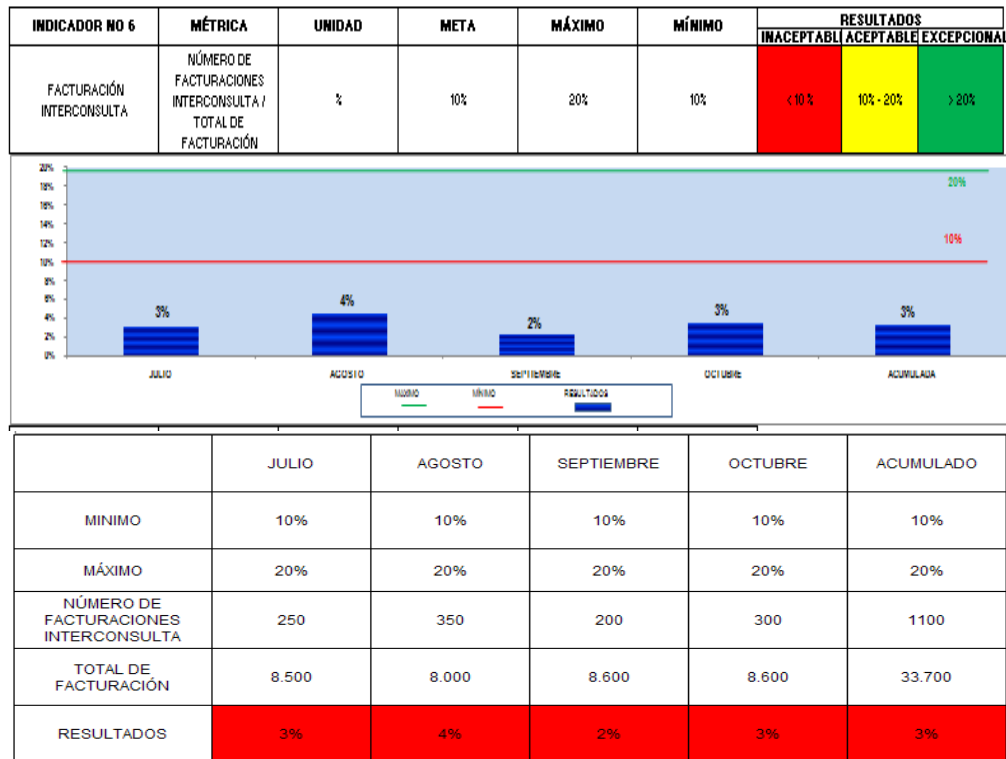 INDICADOR NO 6
MÉTRICA
UNIDAD
META
MÁXIMO
MÍNIMO
RESULTADOS
INACEPTABL
ACEPTABLE
EXCEPCIONAL
FACTURACIÓN
INTERCONSULTA
NÚMERO DE
FACTURACIONES
INTERCONSULTA /
TOTAL DE
FACTURACIÓN
%
10%
20%
10%
<10 %
10% - 20%
> 20%
20%
18%
16%
14%
12%
10%
8%
6%
4%
2%
0%
20%
10%
3%
4%
2%
3%
3%
JULIO
AGOSTO
SEPTIEMBRE
OCTUBRE
ACUMULADA
MÁXIMO
MÍNIMO
RESULTADOS
JULIO
AGOSTO
SEPTIEMBRE
OCTUBRE
ACUMULADO
MINIMO
10%
10%
10%
10%
10%
MÁXIMO
20%
20%
20%
20%
20%
NÚMERO DE
FACTURACIONES
INTERCONSULTA
250
350
200
300
1100
TOTAL DE
FACTURACIÓN
8.500
8.000
8.600
8.600
33.700
RESULTADOS
3%
4%
2%
3%
3%